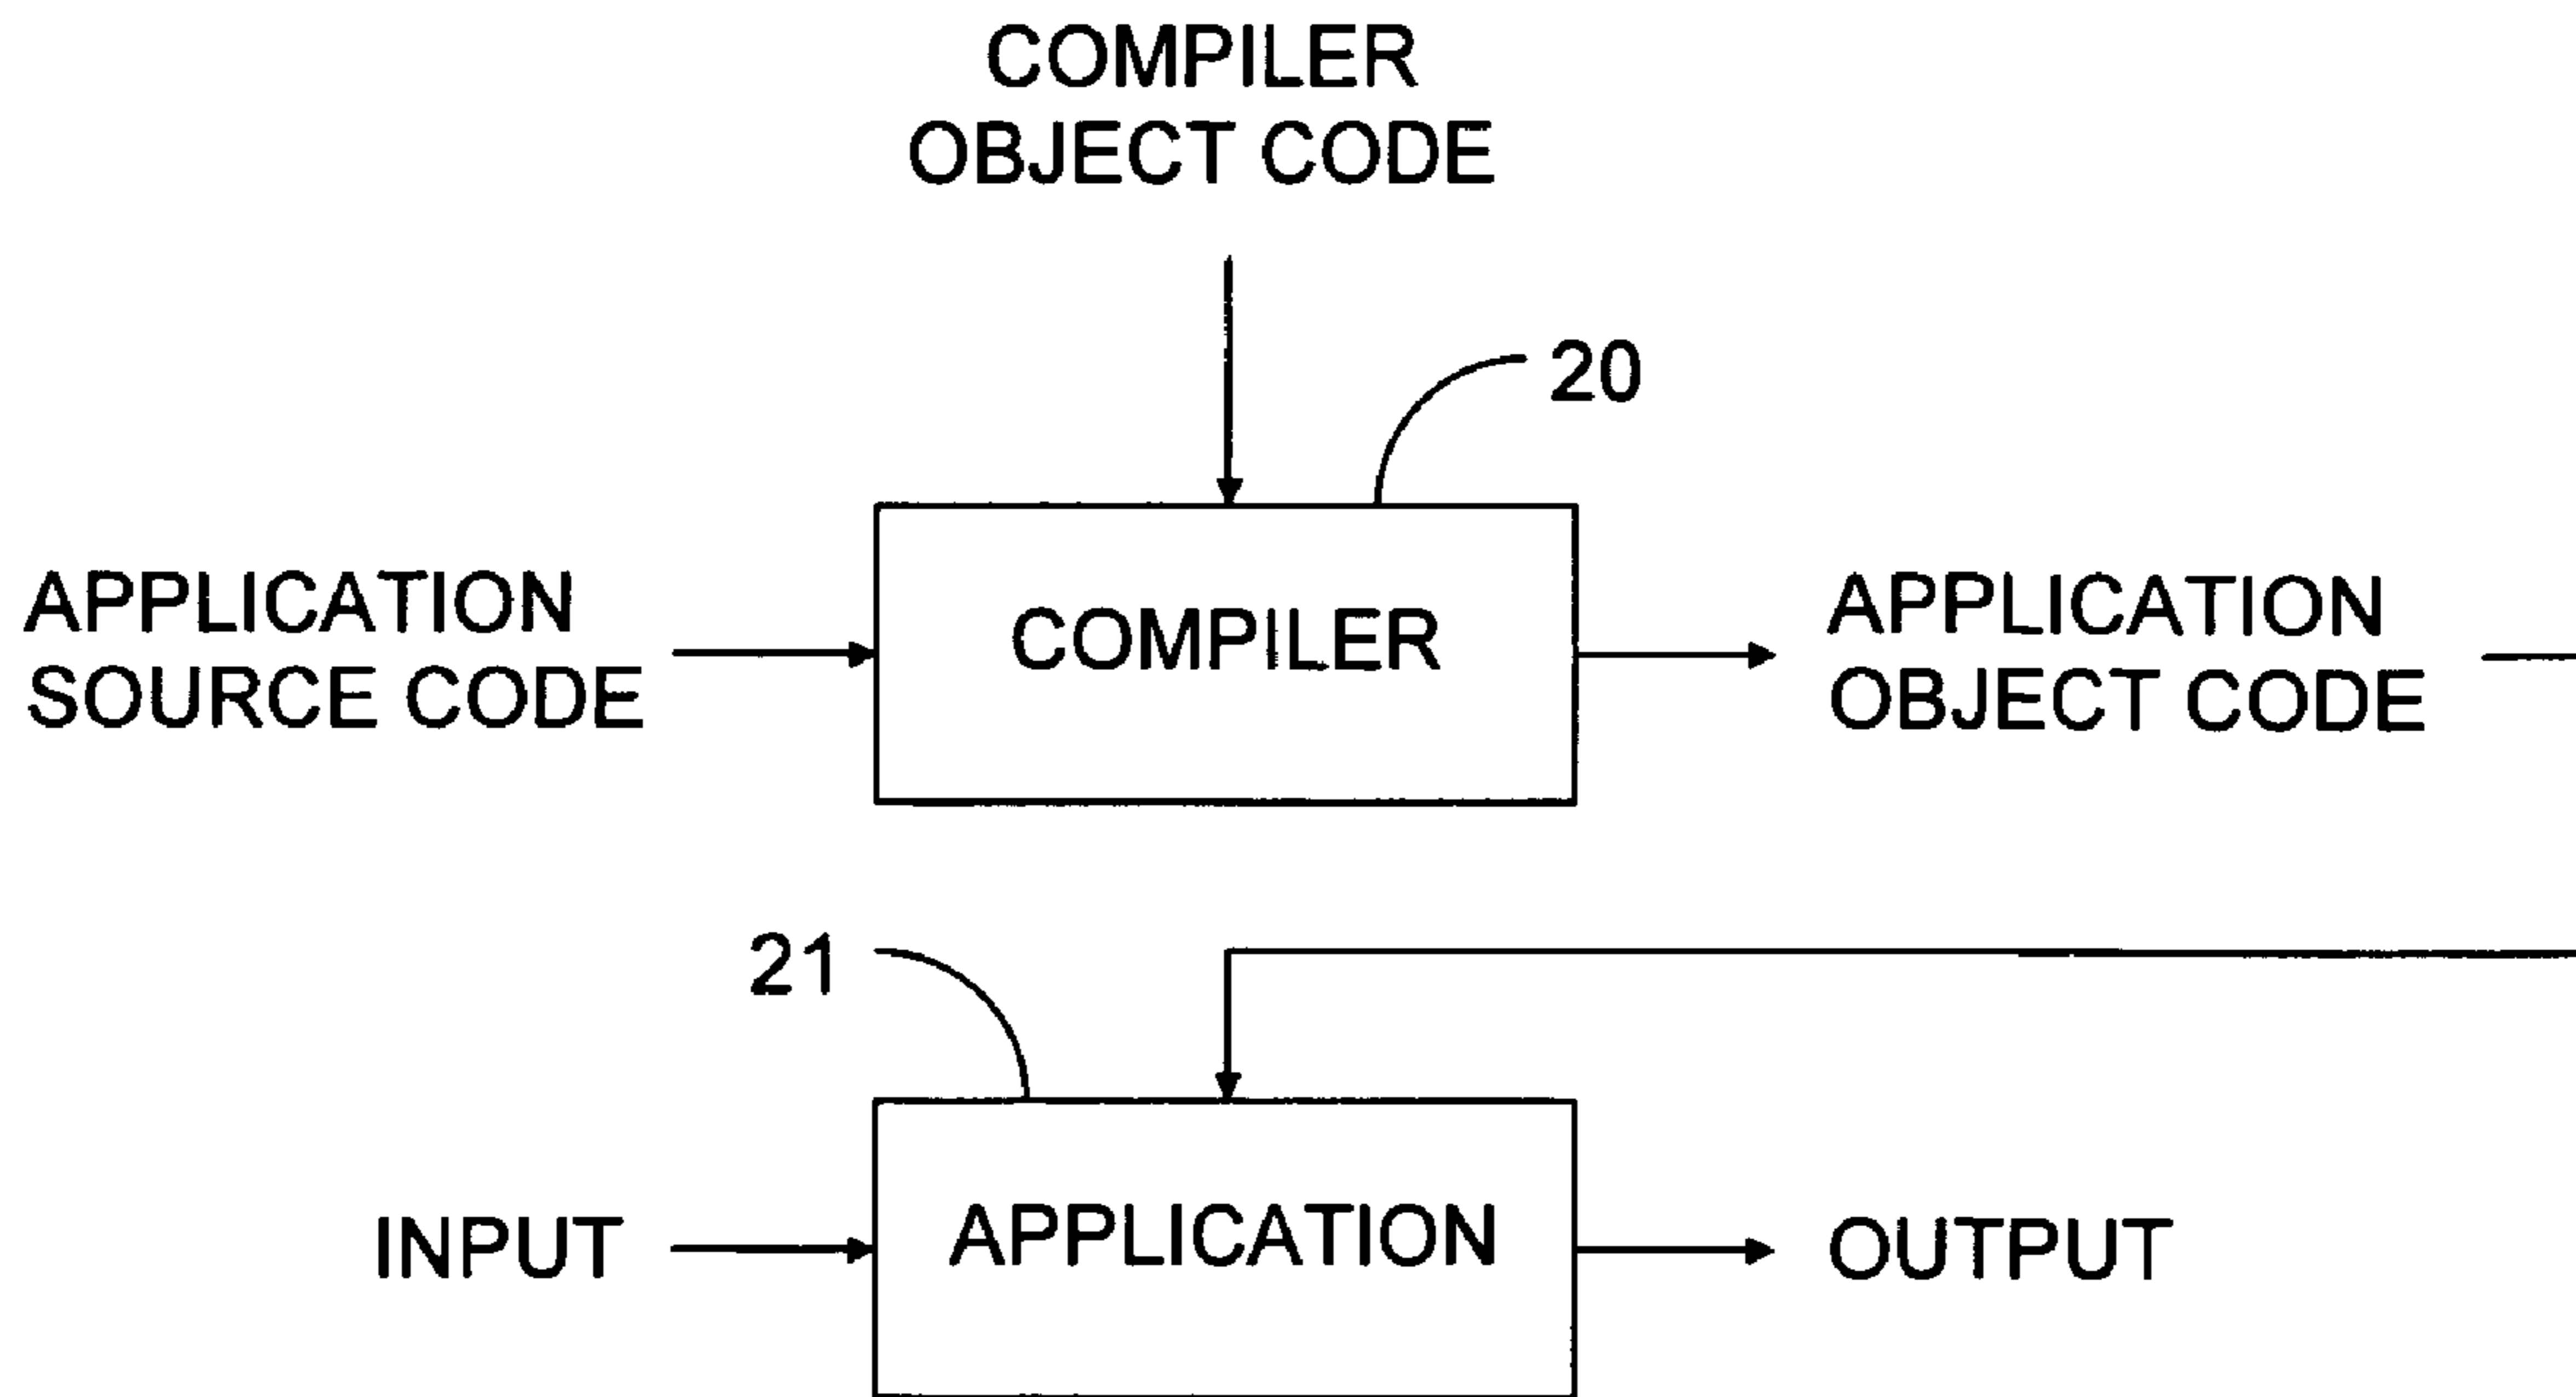 COMPILER
OBJECT CODE
20
APPLICATION
SOURCE CODE
COMPILER
APPLICATION
OBJECT CODE
21
INPUT
APPLICATION
OUTPUT